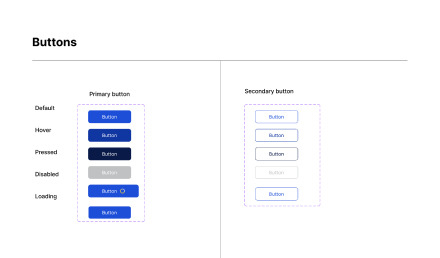 Buttons
Primary button
Secondary button
Default
Button
Button
Hover
Button
Button
Pressed
Button
Button
Disabled
Button
Button
Loading
Button
Button
Button